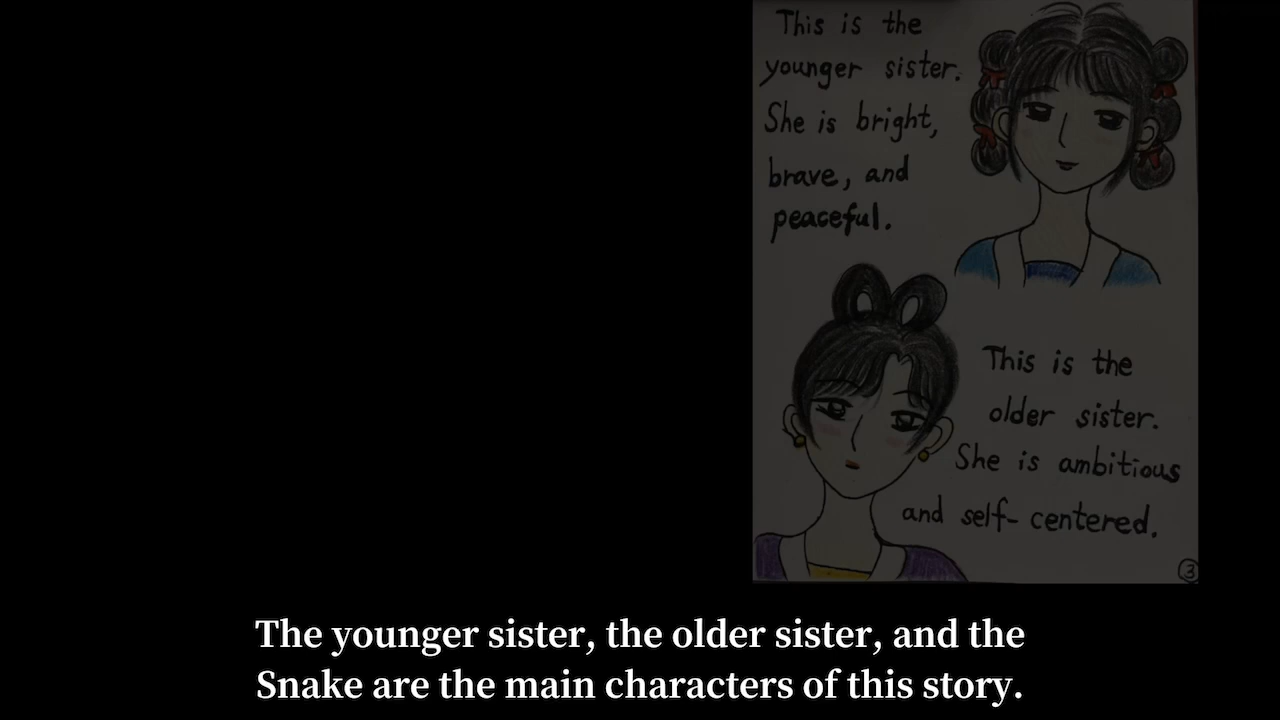 This is the
younger sister.
She is bright,
brave, and
peaceful.
This is the
older sister.
She is ambitious
and self-centered.
3
The younger sister, the older sister, and the
Snake are the main characters of this story.